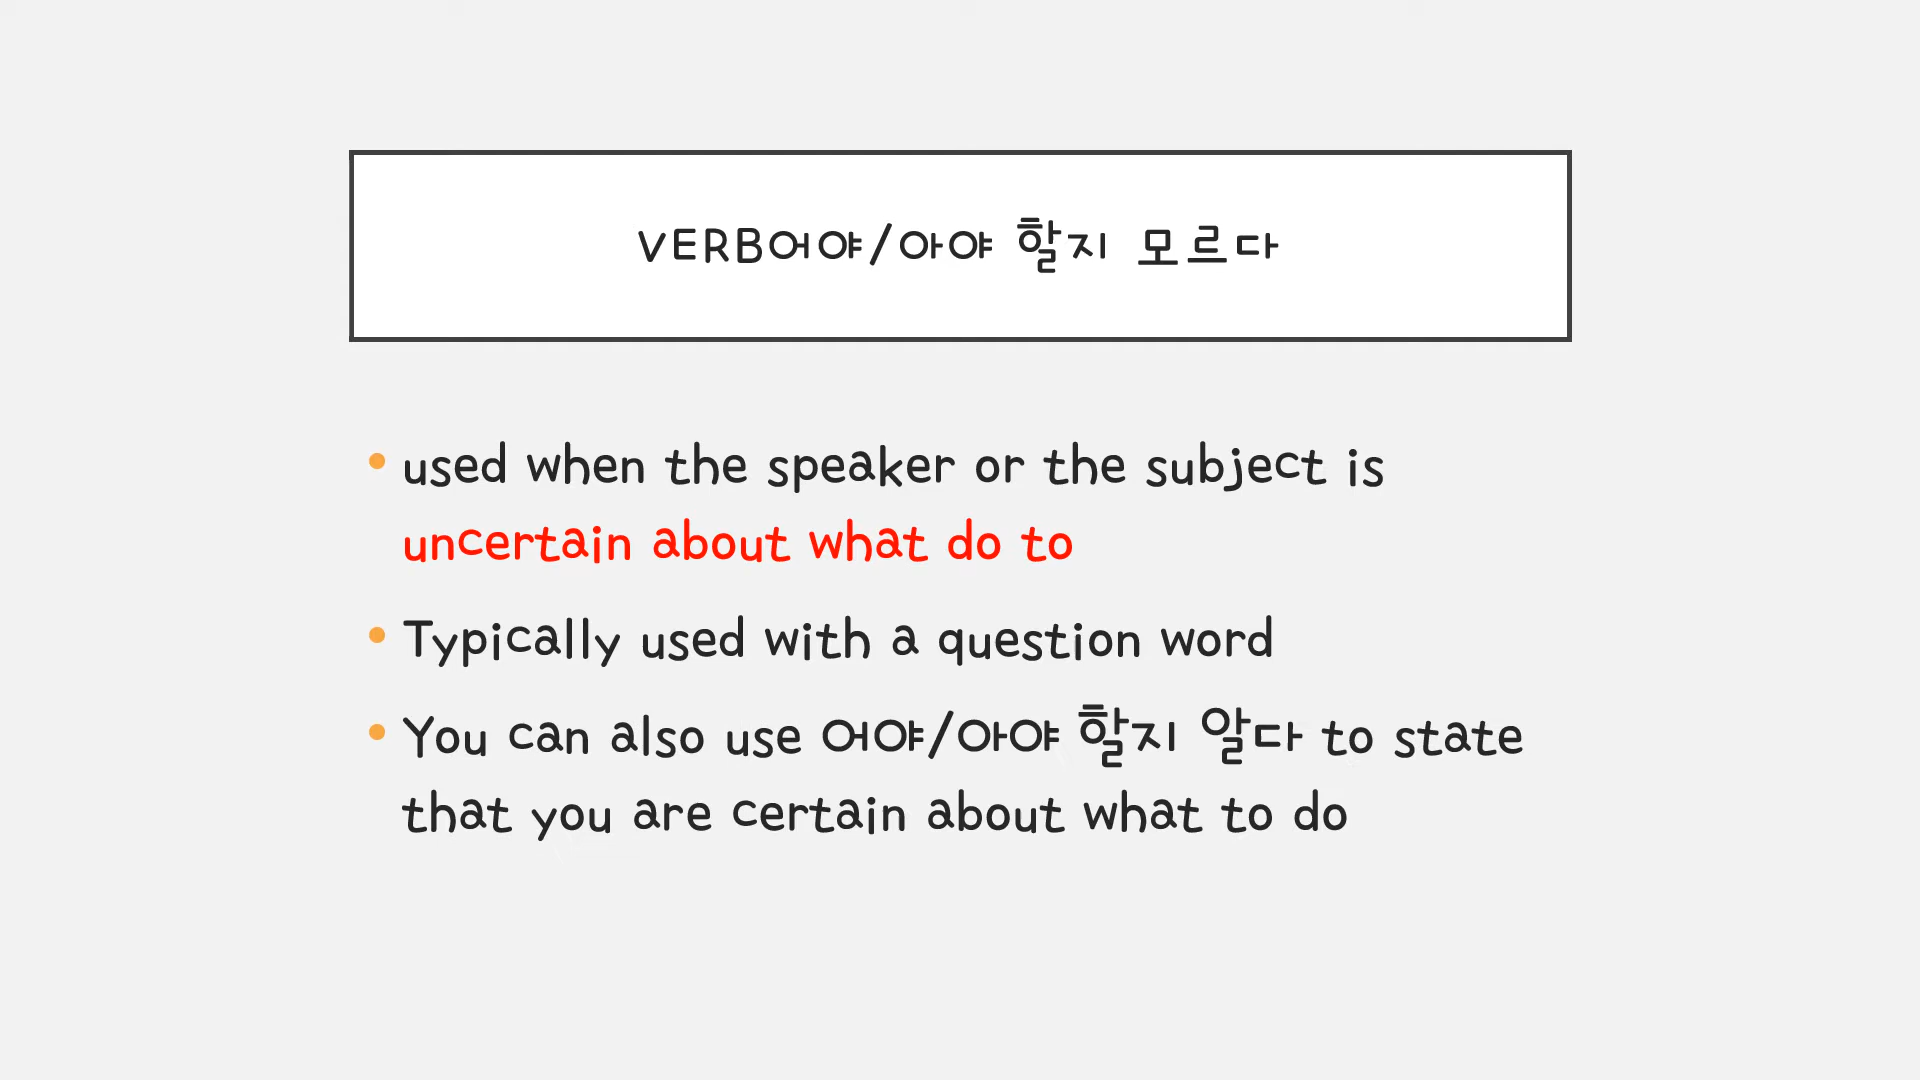 VERB어야/아야 할지 모르다
• used when the speaker or the subject is
uncertain about what do to
• Typically used with a question word
• You can also use 어야/아야 할지 알다 to state
that you are certain about what to do